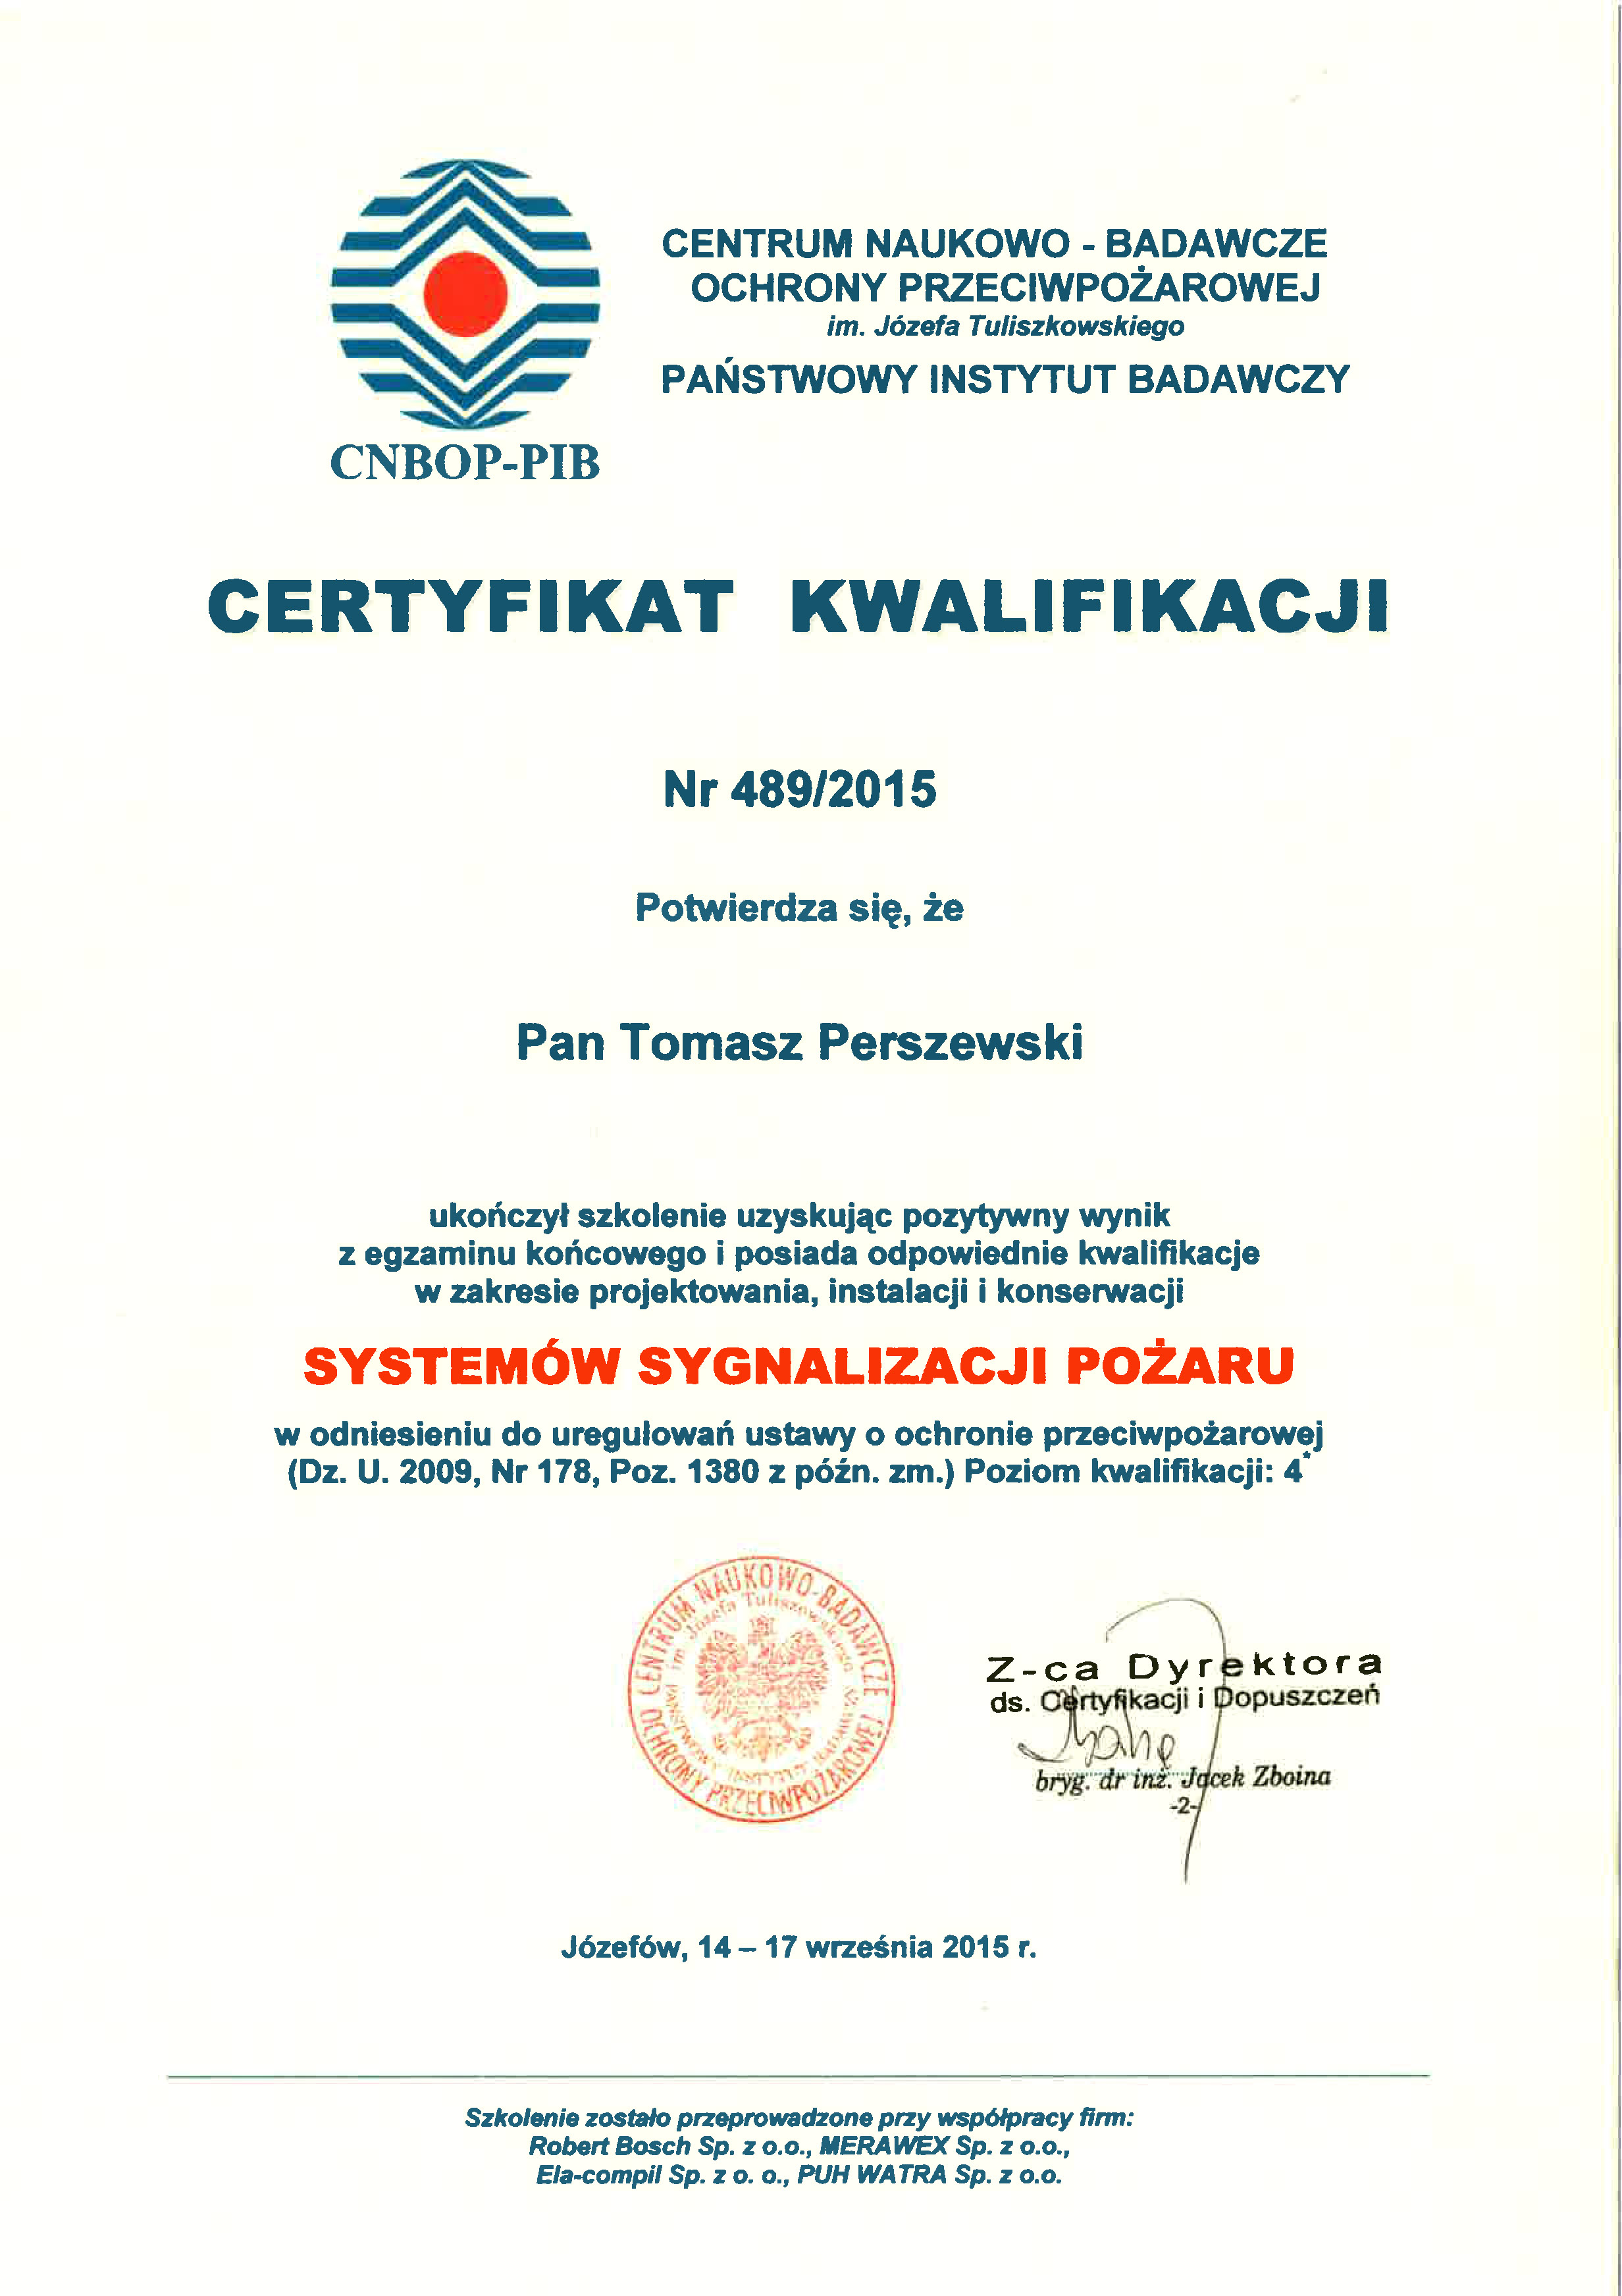 CENTRUM NAUKOWO - BADAWCZE
OCHRONY PRZECIWPOŻAROWEJ
im. Józefa Tuliszkowskiego
PAŃSTWOWY INSTYTUT BADAWCZY
CNBOP-PIB
CERTYFIKAT KWALIFIKACJI
Nr 489/2015
Potwierdza się, że
Pan Tomasz Perszewski
ukończył szkolenie uzyskując pozytywny wynik
z egzaminu końcowego i posiada odpowiednie kwalifikacje
w zakresie projektowania, instalacji i konserwacji
SYSTEMÓW SYGNALIZACJI POŻARU
w odniesieniu do uregulowań ustawy o ochronie przeciwpożarowej
(Dz. U. 2009, Nr 178, Poz. 1380 z późn. zm.) Poziom kwalifikacji: 4*
CENTRUM NAUKOWO-BADAWCZE
OCHRONY PRZECIWPOŻAROWEJ
Z-ca Dyrektora
ds. Certyfikacji i Dopuszczeń
bryg. dr inż. Jacek Zboina
-2-
Józefów, 14 – 17 września 2015 r.
Szkolenie zostało przeprowadzone przy współpracy firm:
Robert Bosch Sp. z o.o., MERAWEX Sp. z o.o.,
Ela-compil Sp. z o. o., PUH WATRA Sp. z o.o.